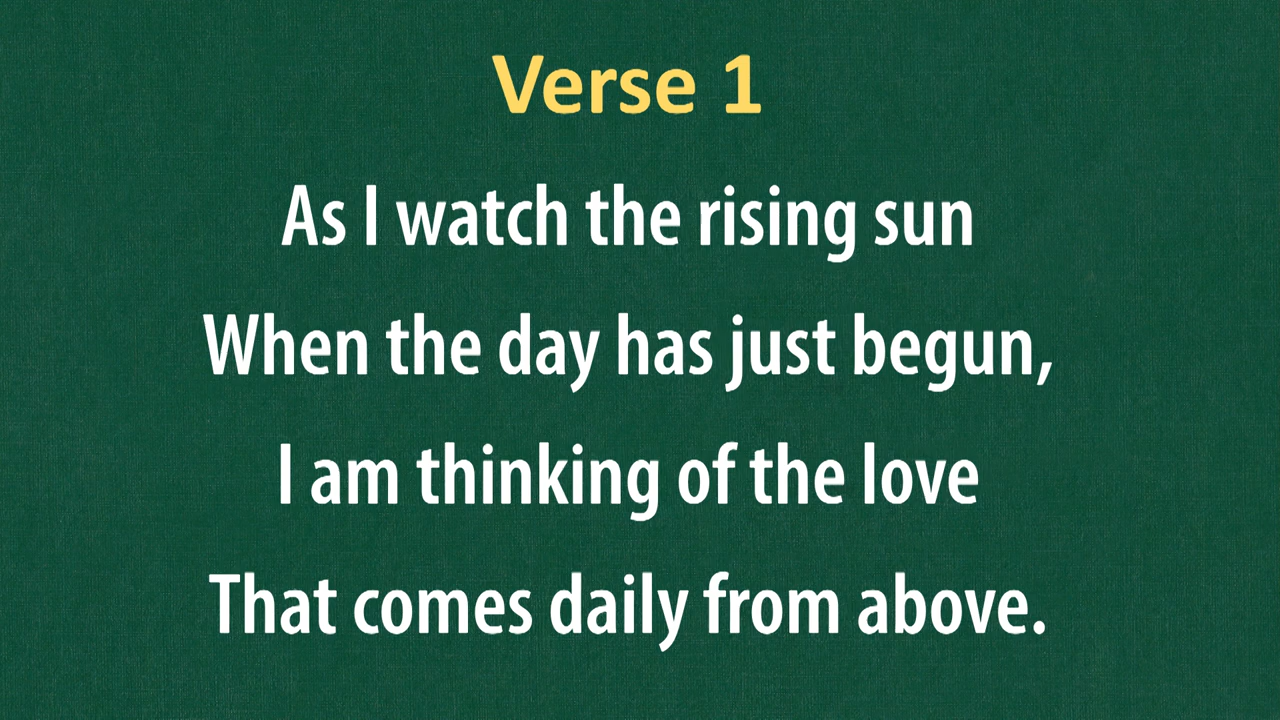 Verse 1
As I watch the rising sun
When the day has just begun,
I am thinking of the love
That comes daily from above.